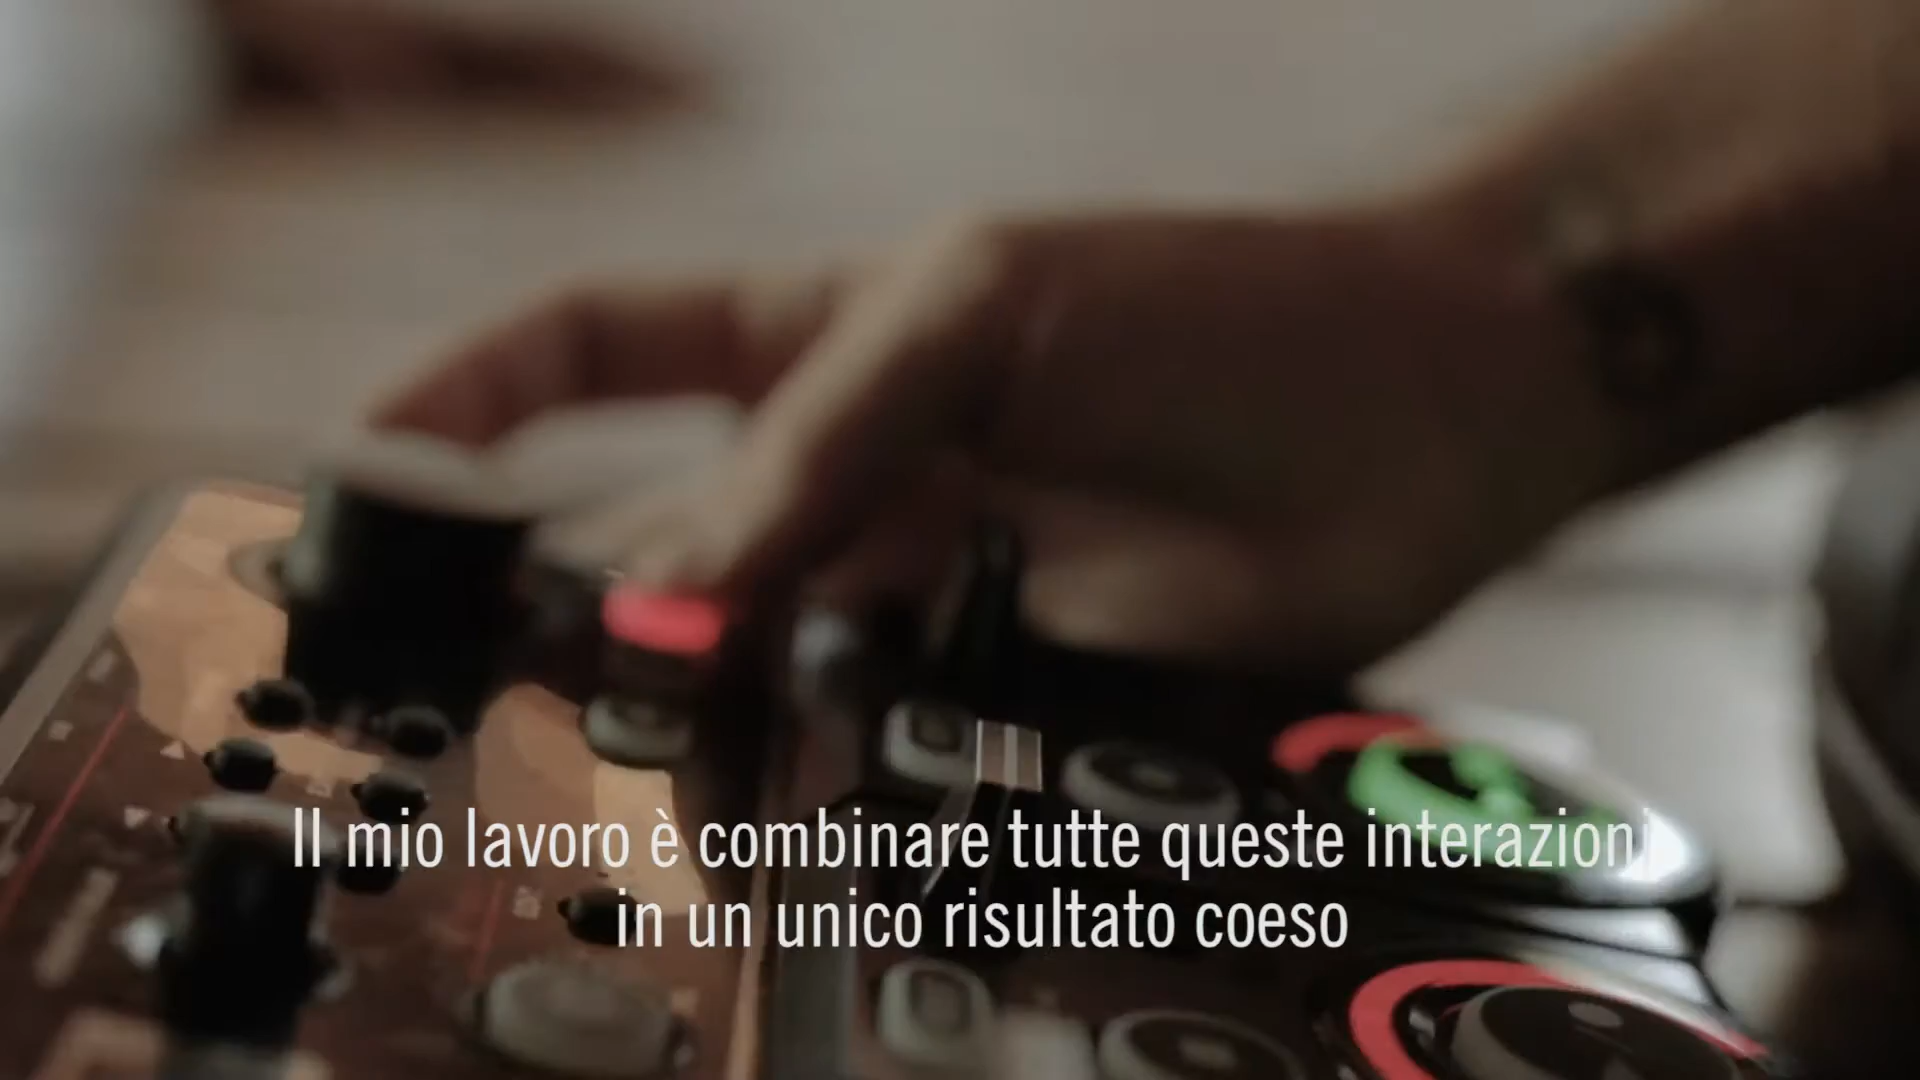 Il mio lavoro è combinare tutte queste interazioni
in un unico risultato coeso